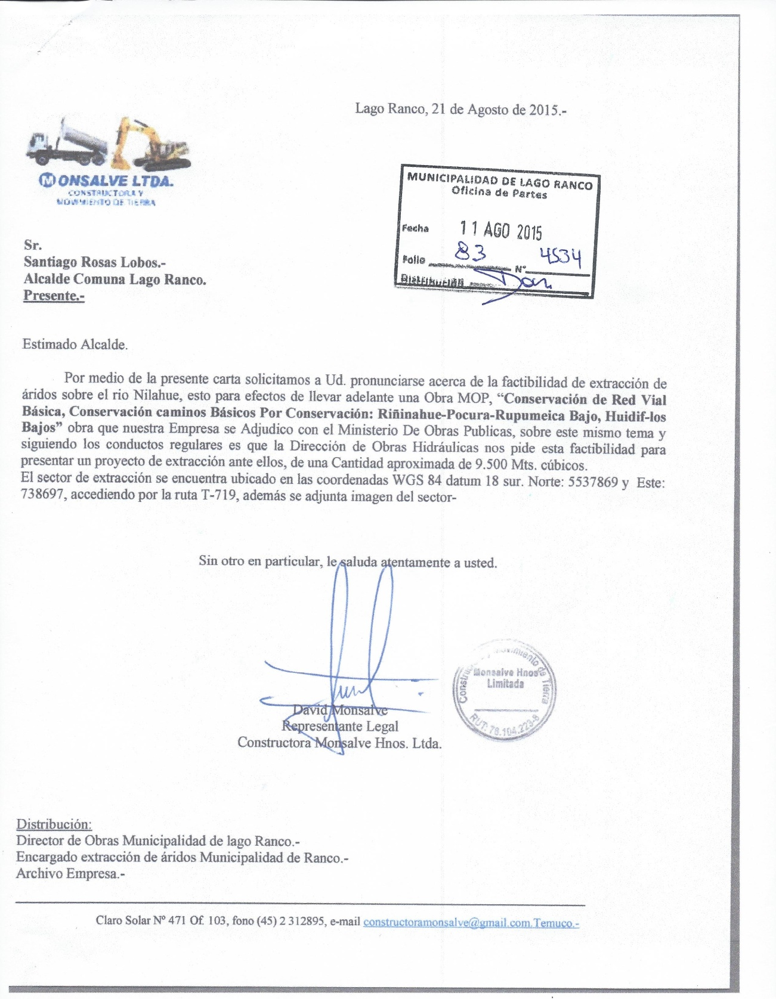 Lago Ranco, 21 de Agosto de 2015.-
MONSALVE LTDA.
CONSTRUCTORA Y
MOVIMIENTO DE TIERRA
MUNICIPALIDAD DE LAGO RANCO
Oficina de Partes
Fecha 11 AGO 2015
Folio 83 N° 4534
Sr.
Santiago Rosas Lobos.-
Alcalde Comuna Lago Ranco.
Presente.-
Estimado Alcalde.
Por medio de la presente carta solicitamos a Ud. pronunciarse acerca de la factibilidad de extracción de
áridos sobre el rio Nilahue, esto para efectos de llevar adelante una Obra MOP, “Conservación de Red Vial
Básica, Conservación caminos Básicos Por Conservación: Riñinahue-Pocura-Rupumeica Bajo, Huidif-los
Bajos” obra que nuestra Empresa se Adjudico con el Ministerio De Obras Publicas, sobre este mismo tema y
siguiendo los conductos regulares es que la Dirección de Obras Hidráulicas nos pide esta factibilidad para
presentar un proyecto de extracción ante ellos, de una Cantidad aproximada de 9.500 Mts. cúbicos.
El sector de extracción se encuentra ubicado en las coordenadas WGS 84 datum 18 sur. Norte: 5537869 y Este:
738697, accediendo por la ruta T-719, además se adjunta imagen del sector-
Sin otro en particular, le saluda atentamente a usted.
David Monsalve
Representante Legal
Constructora Monsalve Hnos. Ltda.
Movimiento de Tierra
Monsalve Hnos
Limitada
RUT: 76.104.223-8
Distribución:
Director de Obras Municipalidad de lago Ranco.-
Encargado extracción de áridos Municipalidad de Ranco.-
Archivo Empresa.-
Claro Solar Nº 471 Of. 103, fono (45) 2 312895, e-mail constructoramonsalve@gmail.com.Temuco.-